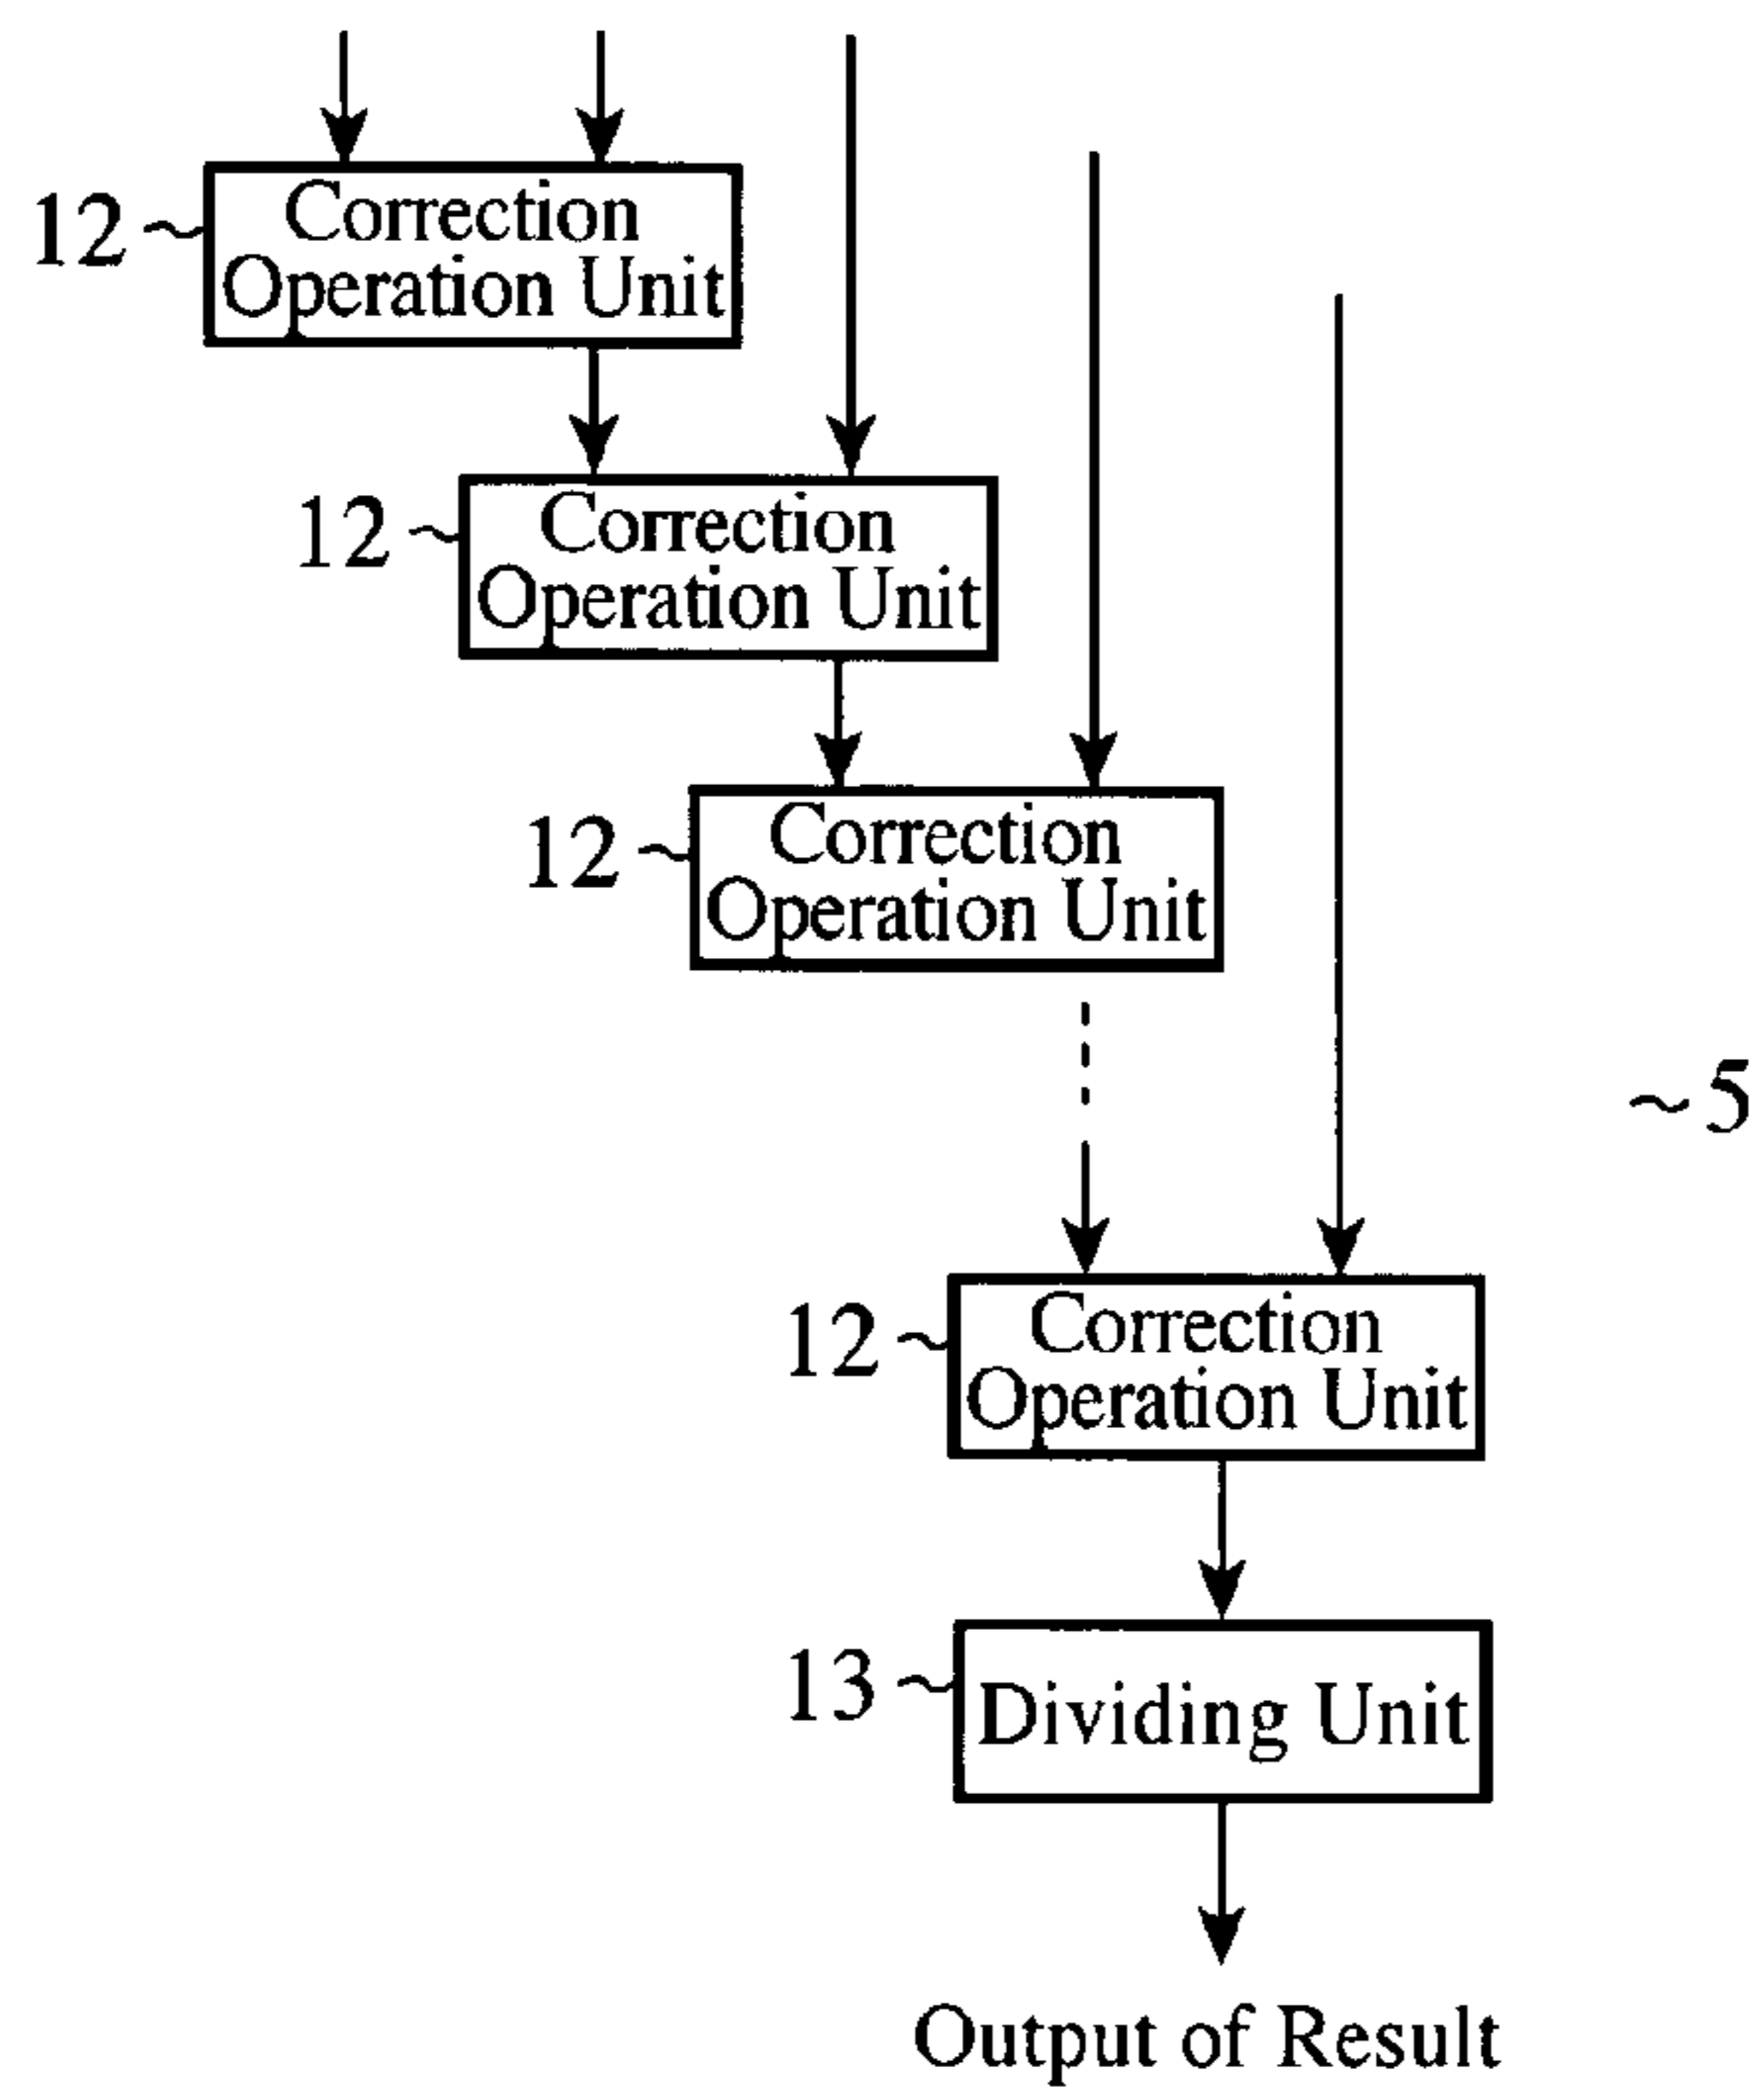 12
Correction
Operation Unit
12
Correction
Operation Unit
12
Correction
Operation Unit
~5
12
Correction
Operation Unit
13
Dividing Unit
Output of Result